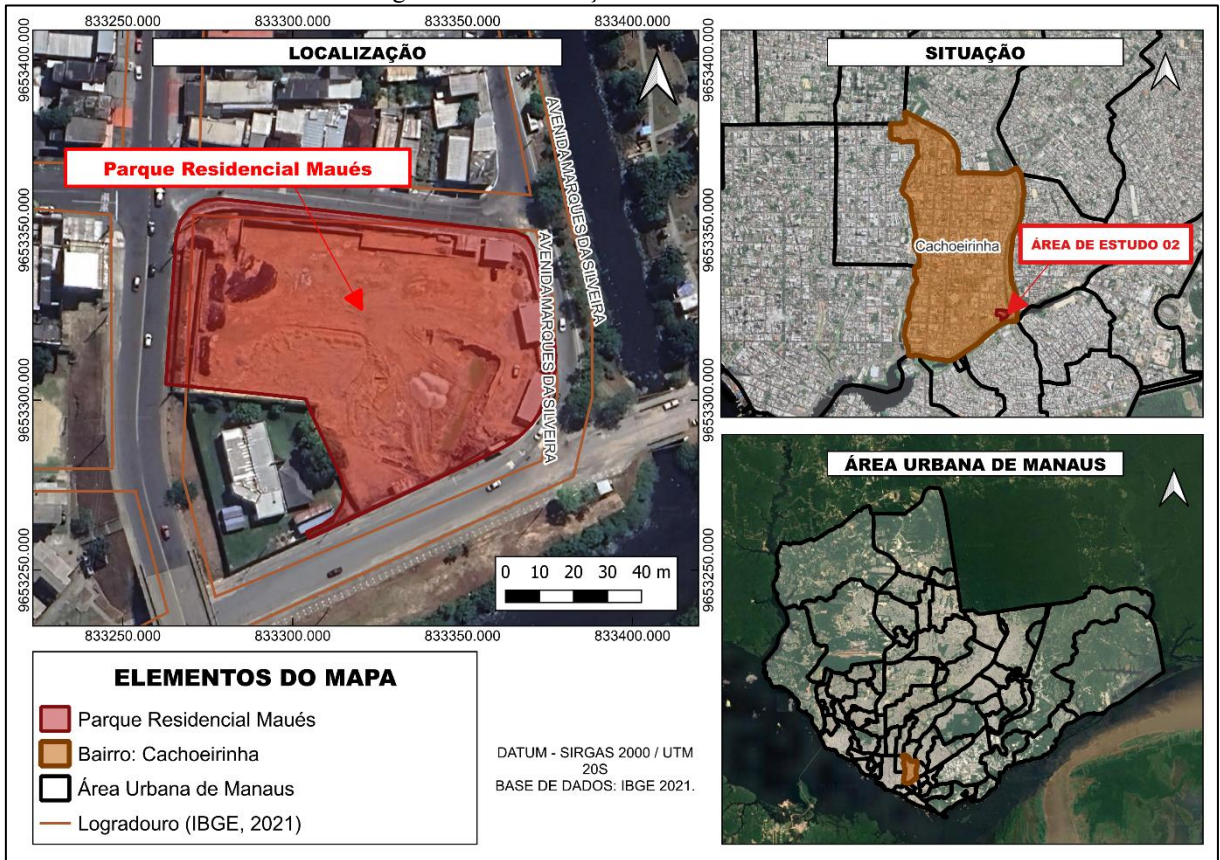 833250.000 833300.000 833350.000 833400.000
LOCALIZAÇÃO
9653400.000
9653350.000
9653300.000
9653250.000
Parque Residencial Maués
AVENIDA MARQUES DA SILVEIRA
AVENIDA MARQUES DA SILVEIRA
0 10 20 30 40 m
833250.000 833300.000 833350.000 833400.000
SITUAÇÃO
9653400.000
9653350.000
9653300.000
9653250.000
Cachoeirinha
ÁREA DE ESTUDO 02
ÁREA URBANA DE MANAUS
ELEMENTOS DO MAPA
Parque Residencial Maués
Bairro: Cachoeirinha
Área Urbana de Manaus
Logradouro (IBGE, 2021)
DATUM - SIRGAS 2000 / UTM
20S
BASE DE DADOS: IBGE 2021.